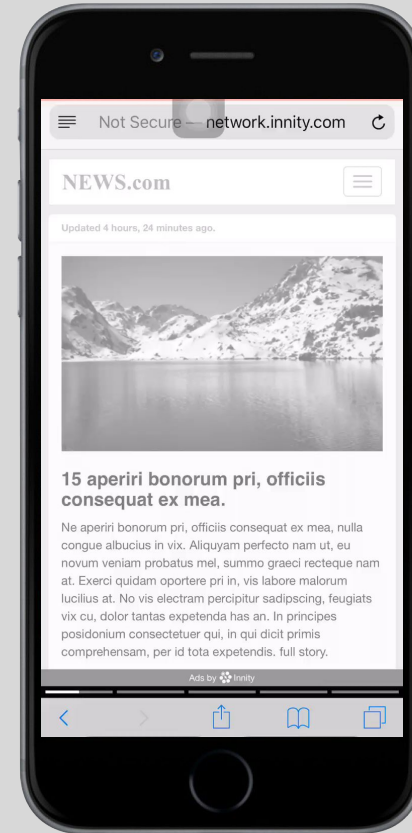 Not Secure — network.innity.com
NEWS.com
Updated 4 hours, 24 minutes ago.
15 aperiri bonorum pri, officiis
consequat ex mea.
Ne aperiri bonorum pri, officiis consequat ex mea, nulla
congue albucius in vix. Aliquyam perfecto nam ut, eu
novum veniam probatus mel, summo graeci recteque nam
at. Exerci quidam oportere pri in, vis labore malorum
lucilius at. No vis electram percipitur sadipscing, feugiats
vix cu, dolor tantas expetenda has an. In principes
posidonium consectetuer qui, in qui dicit primis
comprehensam, per id tota expetendis. full story.
Ads by Innity